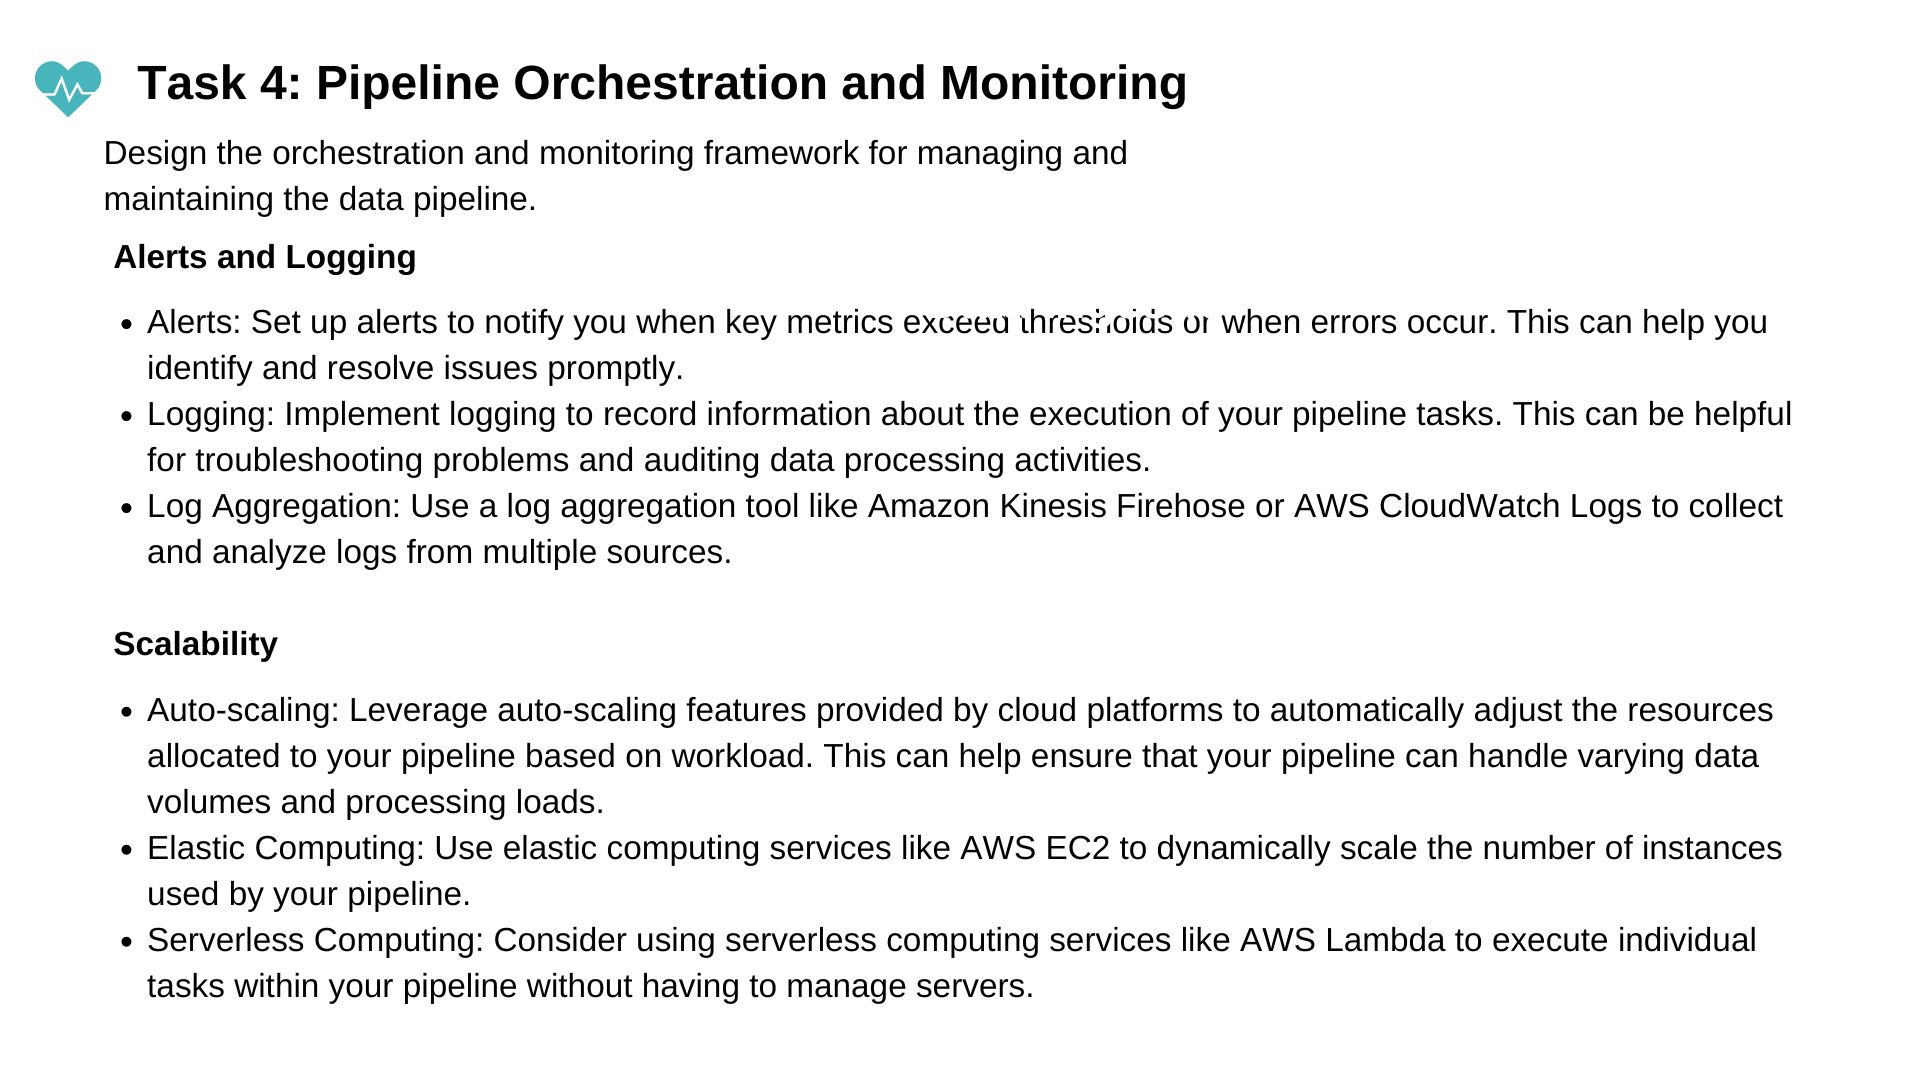 Task 4: Pipeline Orchestration and Monitoring
Design the orchestration and monitoring framework for managing and
maintaining the data pipeline.
Alerts and Logging
• Alerts: Set up alerts to notify you when key metrics exceed thresholds or when errors occur. This can help you
identify and resolve issues promptly.
• Logging: Implement logging to record information about the execution of your pipeline tasks. This can be helpful
for troubleshooting problems and auditing data processing activities.
• Log Aggregation: Use a log aggregation tool like Amazon Kinesis Firehose or AWS CloudWatch Logs to collect
and analyze logs from multiple sources.
Scalability
• Auto-scaling: Leverage auto-scaling features provided by cloud platforms to automatically adjust the resources
allocated to your pipeline based on workload. This can help ensure that your pipeline can handle varying data
volumes and processing loads.
• Elastic Computing: Use elastic computing services like AWS EC2 to dynamically scale the number of instances
used by your pipeline.
• Serverless Computing: Consider using serverless computing services like AWS Lambda to execute individual
tasks within your pipeline without having to manage servers.